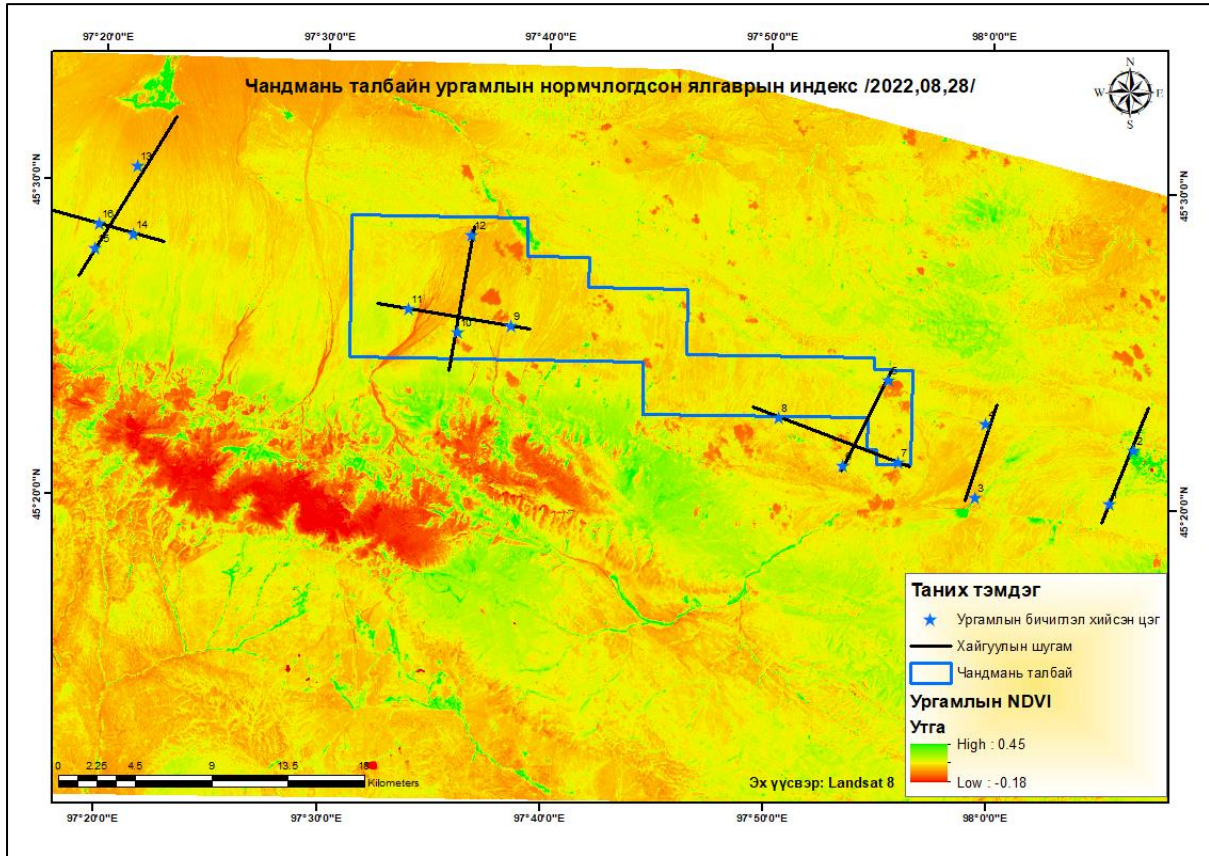 97°20'0"E 97°30'0"E 97°40'0"E 97°50'0"E 98°0'0"E
Чандмань талбайн ургамлын нормчлогдсон ялгаврын индекс /2022,08,28/
N
W E
S
45°30'0"N
45°30'0"N
13
16
14
12
11
10
9
8
7
4
3
2
45°20'0"N
45°20'0"N
Таних тэмдэг
Ургамлын бичиглэл хийсэн цэг
Хайгуулын шугам
Чандмань талбай
Ургамлын NDVI
Утга
High : 0.45
Low : -0.18
0 2.25 4.5 9 13.5 18
Kilometers
Эх үүсвэр: Landsat 8
97°20'0"E 97°30'0"E 97°40'0"E 97°50'0"E 98°0'0"E